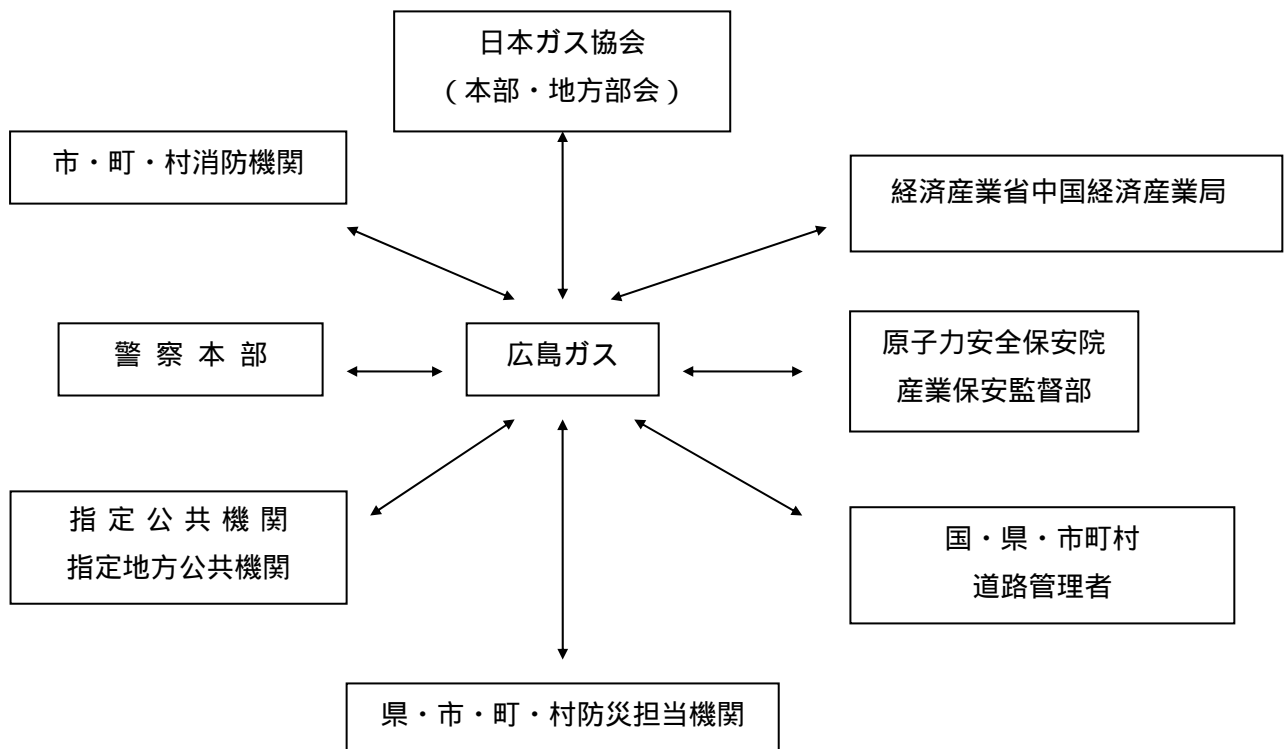 日本ガス協会
（本部・地方部会）
市・町・村消防機関
経済産業省中国経済産業局
警 察 本 部
広島ガス
原子力安全保安院
産業保安監督部
指 定 公 共 機 関
指定地方公共機関
国・県・市町村
道路管理者
県・市・町・村防災担当機関